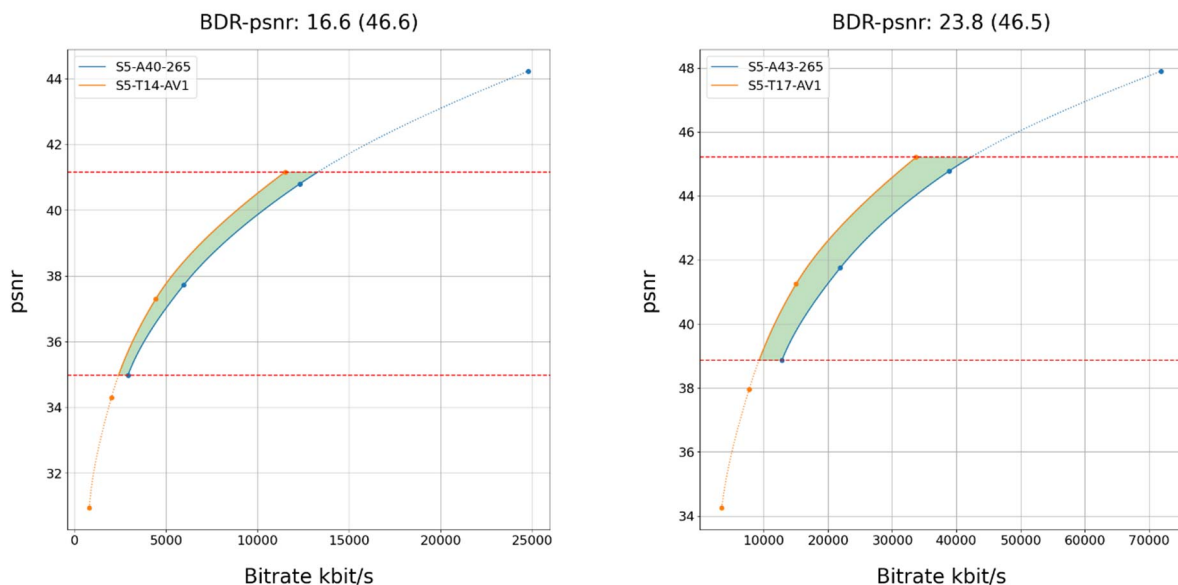 BDR-psnr: 16.6 (46.6)
S5-A40-265
S5-T14-AV1
44
42
40
38
36
34
32
psnr
0 5000 10000 15000 20000 25000
Bitrate kbit/s
BDR-psnr: 23.8 (46.5)
S5-A43-265
S5-T17-AV1
48
46
44
42
40
38
36
34
psnr
10000 20000 30000 40000 50000 60000 70000
Bitrate kbit/s